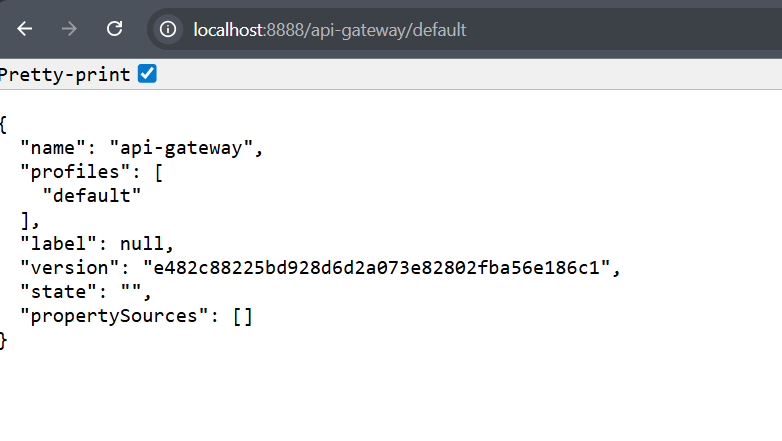 localhost:8888/api-gateway/default
Pretty-print
{
  "name": "api-gateway",
  "profiles": [
    "default"
  ],
  "label": null,
  "version": "e482c88225bd928d6d2a073e82802fba56e186c1",
  "state": "",
  "propertySources": []
}